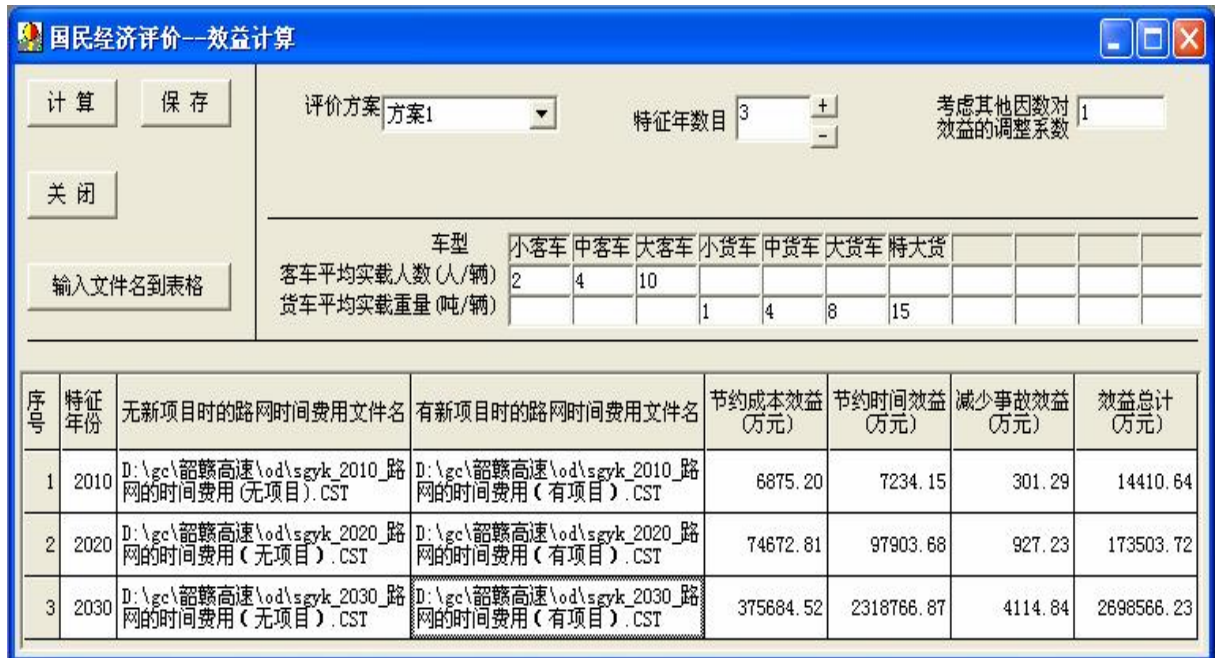 国民经济评价--效益计算
计 算
保 存
评价方案
方案1
特征年数目
3
+
-
考虑其他因数对
效益的调整系数
1
关 闭
输入文件名到表格
车型
小客车 中客车 大客车 小货车 中货车 大货车 特大货
客车平均实载人数(人/辆) 2 4 10
货车平均实载重量(吨/辆) 1 4 8 15
序号 特征年份 无新项目时的路网时间费用文件名 有新项目时的路网时间费用文件名 节约成本效益(万元) 节约时间效益(万元) 减少事故效益(万元) 效益总计(万元)
1 2010 D:\gc\韶赣高速\od\sgyk_2010_路网的时间费用(无项目).CST D:\gc\韶赣高速\od\sgyk_2010_路网的时间费用(有项目).CST 6875.20 7234.15 301.29 14410.64
2 2020 D:\gc\韶赣高速\od\sgyk_2020_路网的时间费用(无项目).CST D:\gc\韶赣高速\od\sgyk_2020_路网的时间费用(有项目).CST 74672.81 97903.68 927.23 173503.72
3 2030 D:\gc\韶赣高速\od\sgyk_2030_路网的时间费用(无项目).CST D:\gc\韶赣高速\od\sgyk_2030_路网的时间费用(有项目).CST 375684.52 2318766.87 4114.84 2698566.23